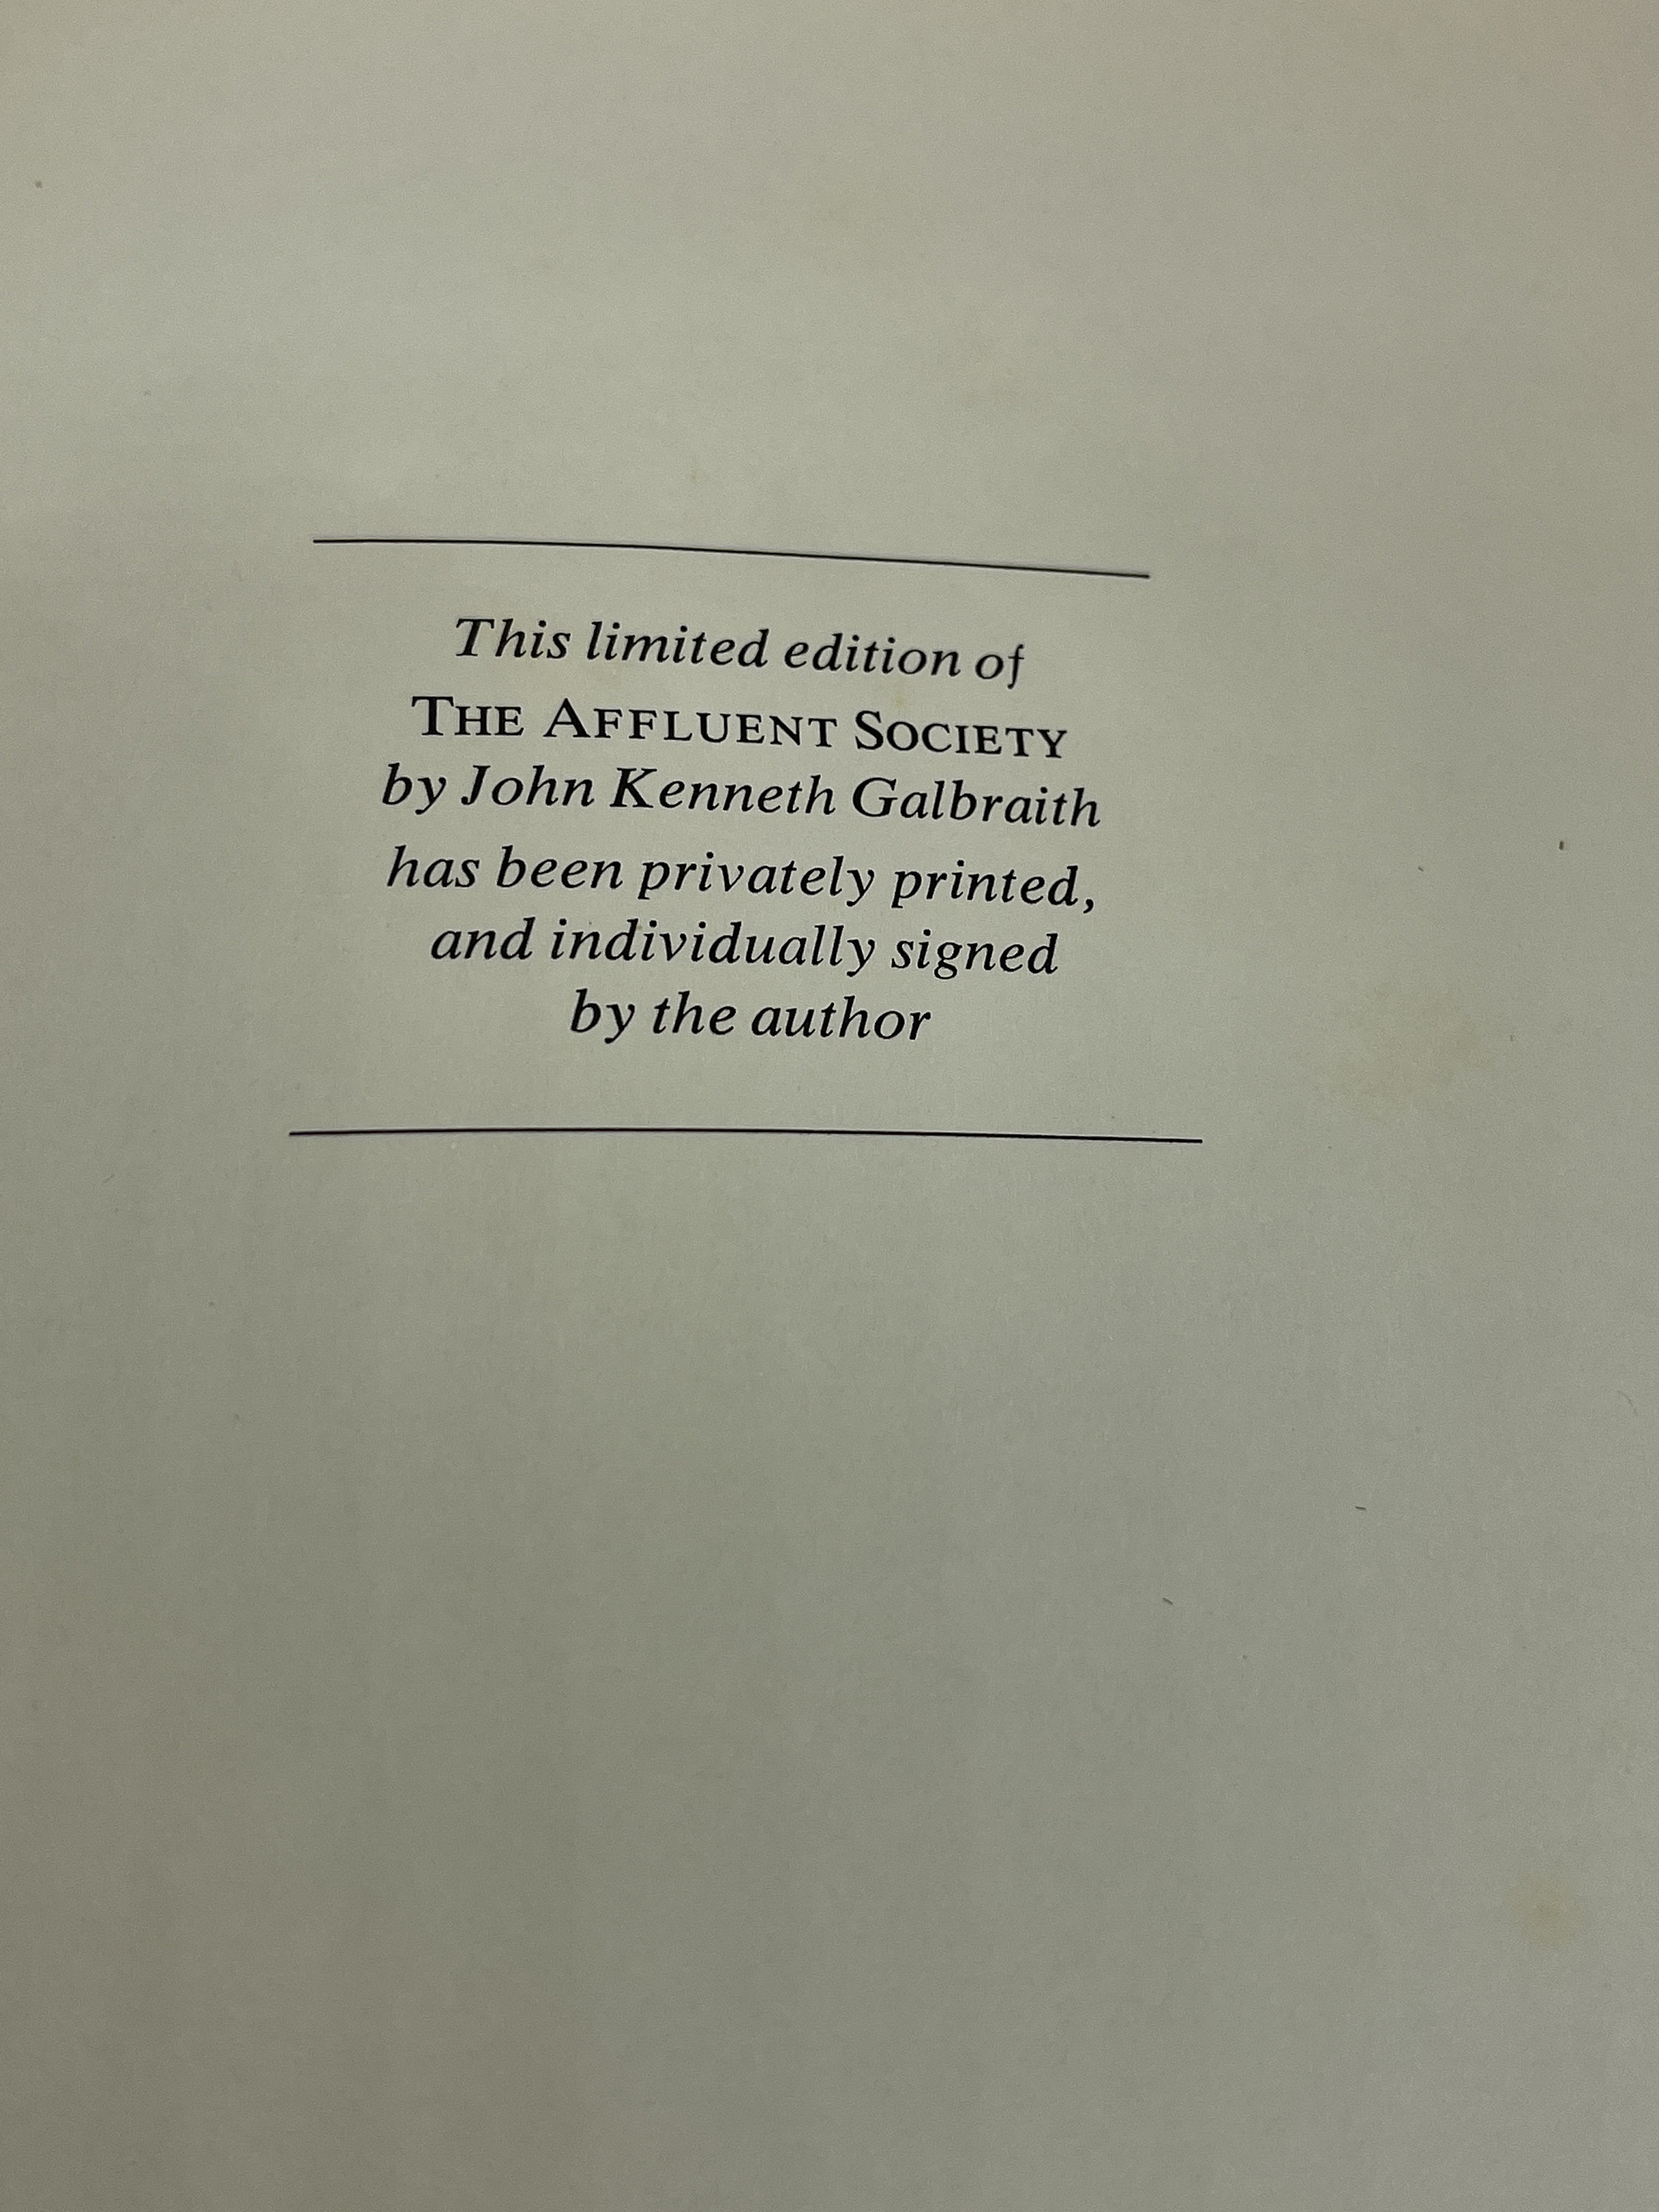 This limited edition of
THE AFFLUENT SOCIETY
by John Kenneth Galbraith
has been privately printed,
and individually signed
by the author